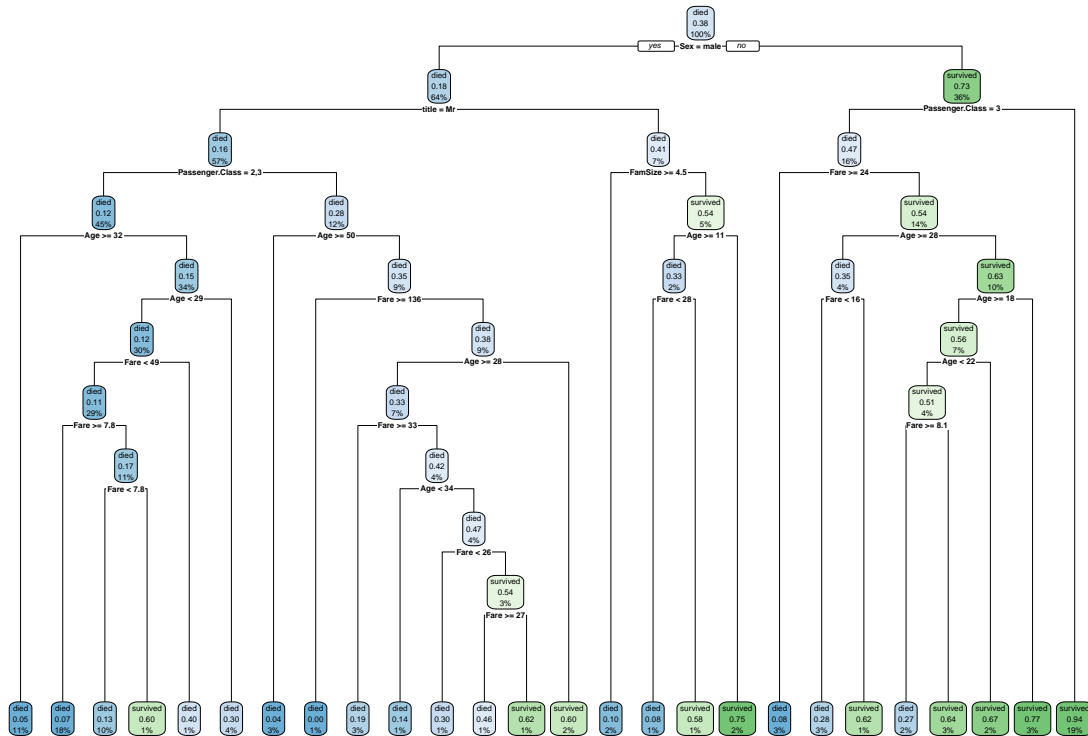 died
0.38
100%
yes Sex = male no
died
0.18
64%
survived
0.73
36%
title = Mr
Passenger.Class = 3
died
0.16
57%
died
0.41
7%
died
0.47
16%
Passenger.Class = 2,3
FamSize >= 4.5
Fare >= 24
died
0.12
45%
died
0.28
12%
survived
0.54
5%
survived
0.54
14%
Age >= 32
Age >= 50
Age >= 11
Age >= 28
died
0.15
34%
died
0.35
9%
died
0.33
2%
died
0.35
4%
survived
0.63
10%
Age < 29
Fare >= 136
Fare < 28
Fare < 16
Age >= 18
died
0.12
30%
died
0.38
9%
survived
0.56
7%
Fare < 49
Age >= 28
Age < 22
died
0.11
29%
died
0.33
7%
survived
0.51
4%
Fare >= 7.8
Fare >= 33
Fare >= 8.1
died
0.17
11%
died
0.42
4%
Fare < 7.8
Age < 34
died
0.47
4%
Fare < 26
survived
0.54
3%
Fare >= 27
died
0.05
11%
died
0.07
18%
died
0.13
10%
survived
0.60
1%
died
0.40
1%
died
0.30
4%
died
0.04
3%
died
0.00
1%
died
0.19
3%
died
0.14
1%
died
0.30
1%
died
0.46
1%
survived
0.62
1%
survived
0.60
2%
died
0.10
2%
died
0.08
1%
survived
0.58
1%
survived
0.75
2%
died
0.08
3%
died
0.28
3%
survived
0.62
1%
died
0.27
2%
survived
0.64
3%
survived
0.67
2%
survived
0.77
3%
survived
0.94
19%